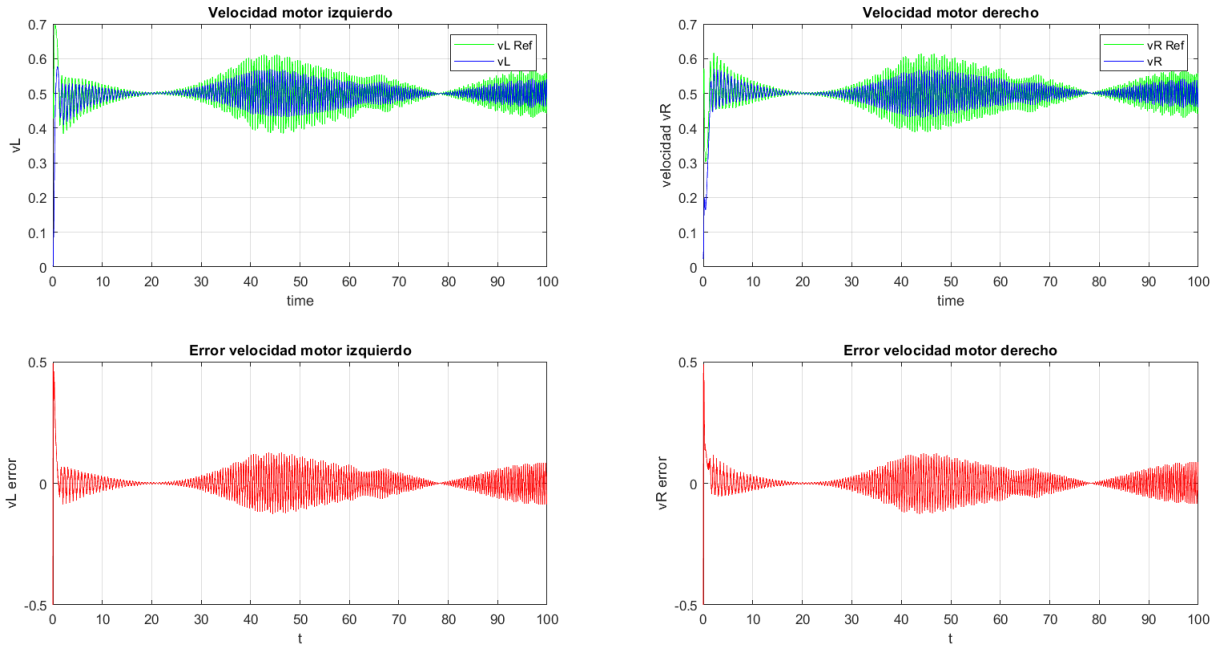 Velocidad motor izquierdo
0.7
0.6
0.5
0.4
0.3
0.2
0.1
0
vL
vL Ref
vL
0 10 20 30 40 50 60 70 80 90 100
time
Velocidad motor derecho
0.7
0.6
0.5
0.4
0.3
0.2
0.1
0
velocidad vR
vR Ref
vR
0 10 20 30 40 50 60 70 80 90 100
time
Error velocidad motor izquierdo
0.5
0
-0.5
vL error
0 10 20 30 40 50 60 70 80 90 100
t
Error velocidad motor derecho
0.5
0
-0.5
vR error
0 10 20 30 40 50 60 70 80 90 100
t